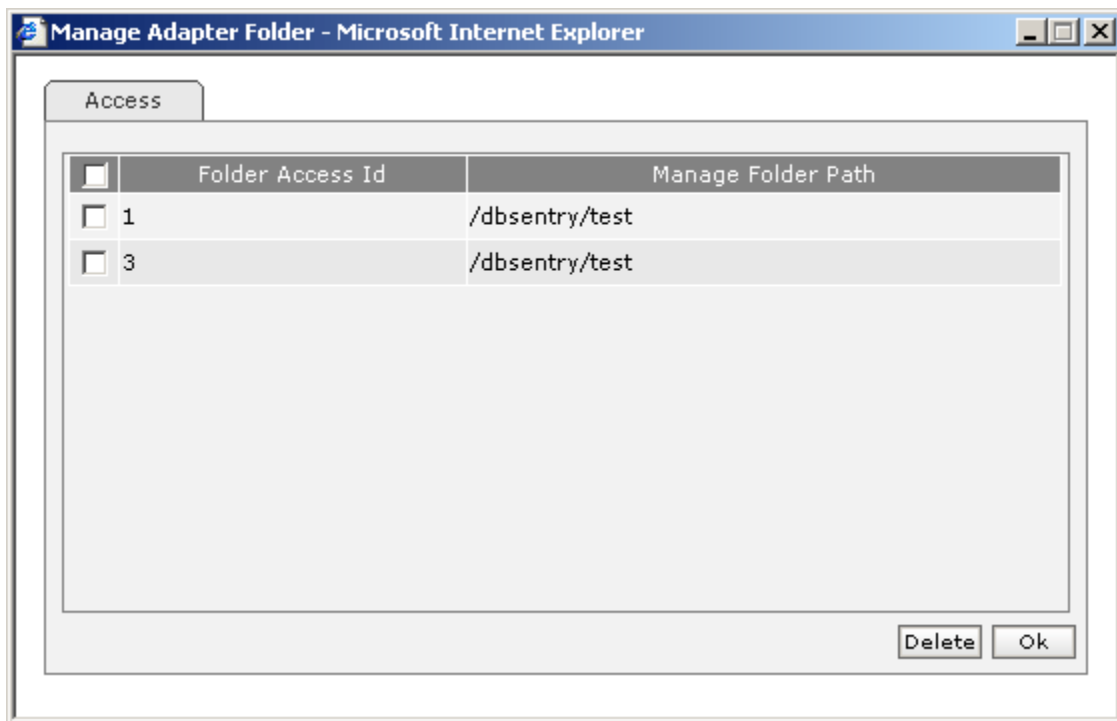 Manage Adapter Folder - Microsoft Internet Explorer
Access
Folder Access Id Manage Folder Path
1 /dbsentry/test
3 /dbsentry/test
Delete Ok